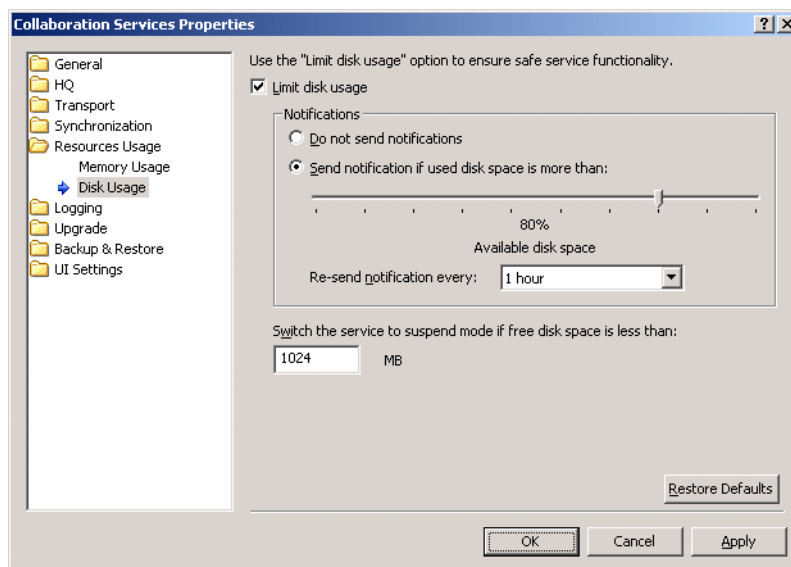 Collaboration Services Properties
General
HQ
Transport
Synchronization
Resources Usage
Memory Usage
Disk Usage
Logging
Upgrade
Backup & Restore
UI Settings
Use the "Limit disk usage" option to ensure safe service functionality.
Limit disk usage
Notifications
Do not send notifications
Send notification if used disk space is more than:
80%
Available disk space
Re-send notification every: 1 hour
Switch the service to suspend mode if free disk space is less than:
1024 MB
Restore Defaults
OK Cancel Apply